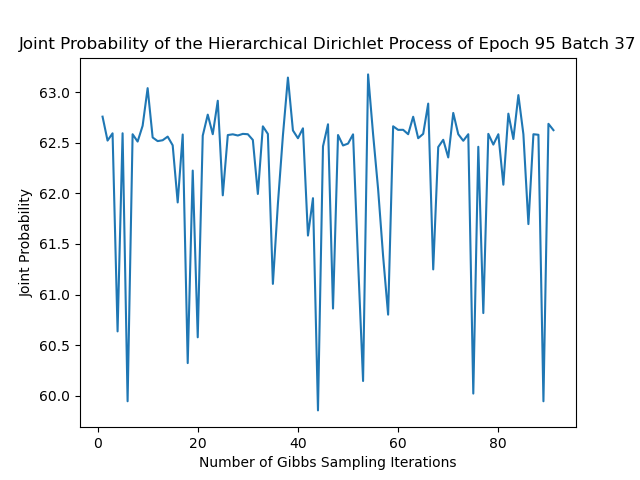 Joint Probability of the Hierarchical Dirichlet Process of Epoch 95 Batch 37
Joint Probability
63.0
62.5
62.0
61.5
61.0
60.5
60.0
0 20 40 60 80
Number of Gibbs Sampling Iterations